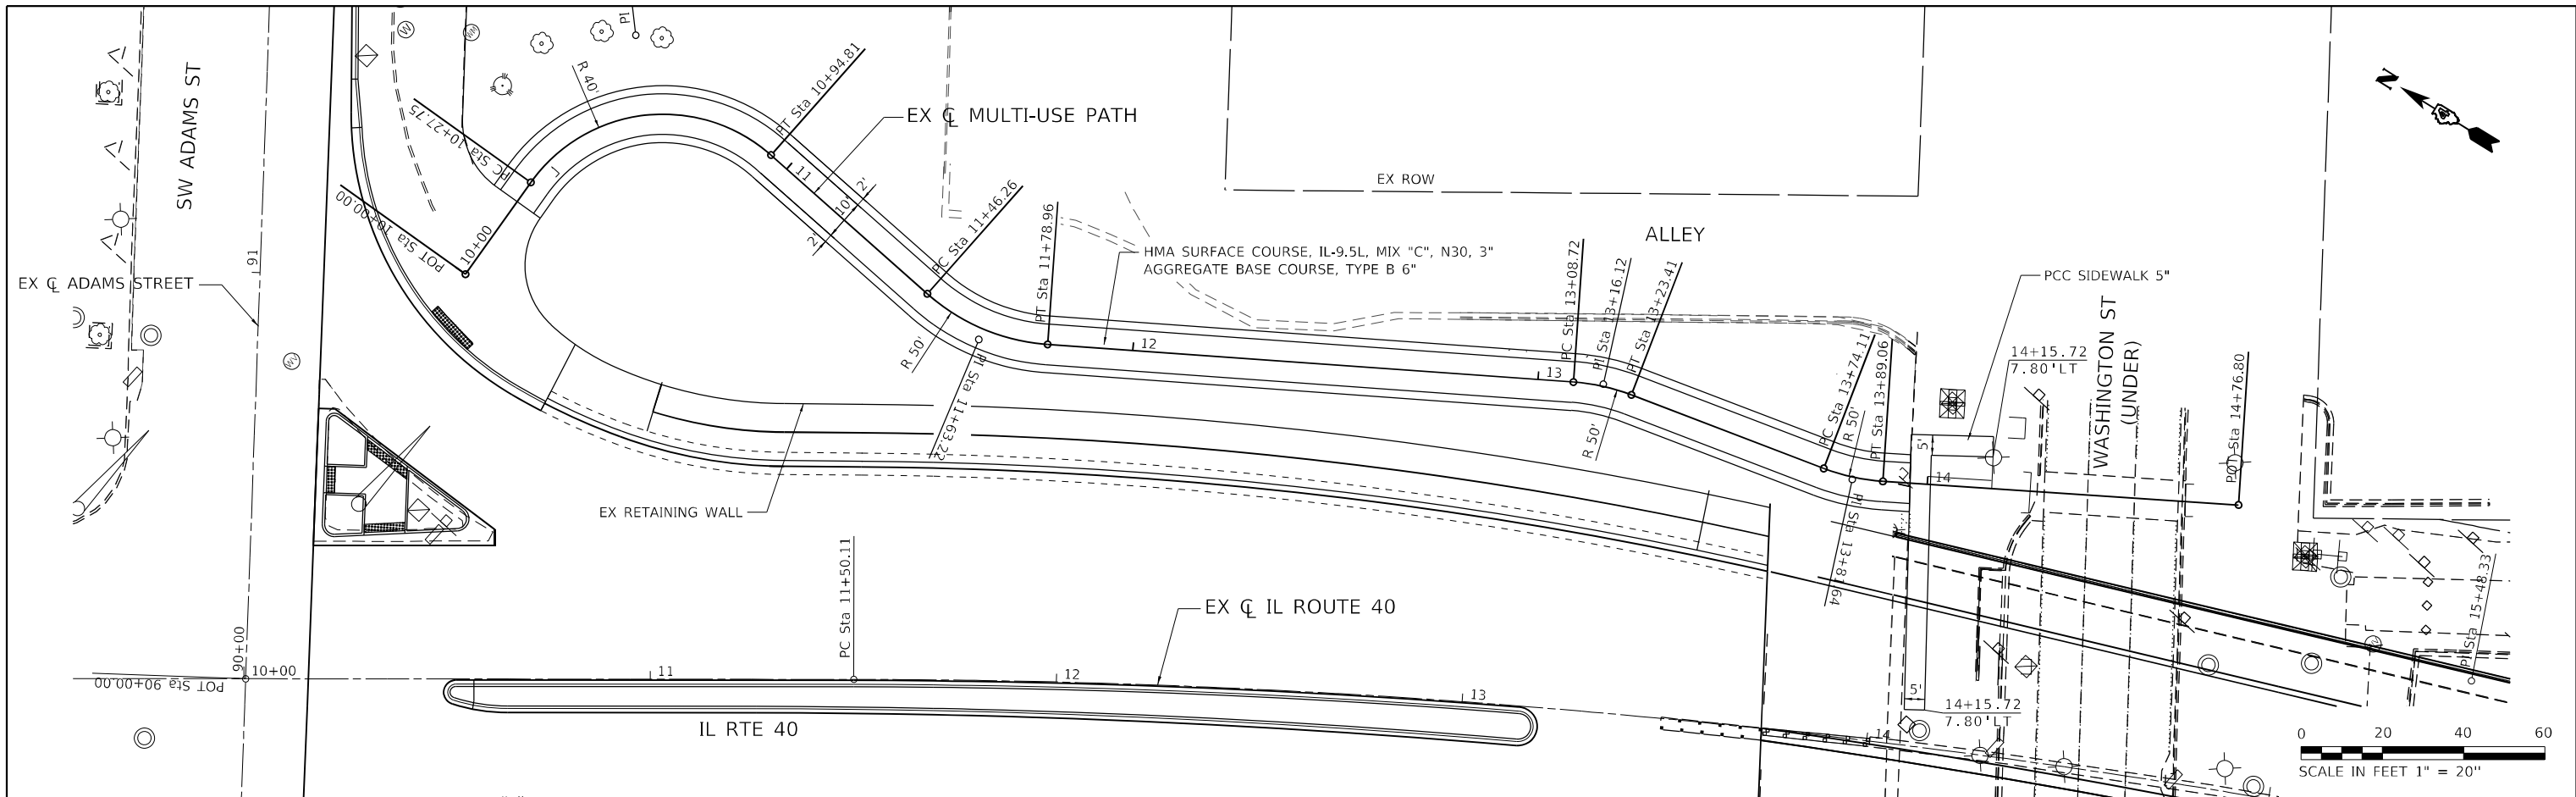 SW ADAMS ST
91
EX ℄ ADAMS STREET
90+00
10+00
POT Sta 90+00.00
POT Sta 10+00.00
10+00
PC Sta 10+27.75
R 40'
PI
PT Sta 10+94.81
EX ℄ MULTI-USE PATH
11
2'
10'
2'
PC Sta 11+46.26
R 50'
PI Sta 11+63.22
PT Sta 11+78.96
HMA SURFACE COURSE, IL-9.5L, MIX "C", N30, 3"
AGGREGATE BASE COURSE, TYPE B 6"
12
EX ROW
ALLEY
13
PC Sta 13+08.72
PI Sta 13+16.12
PT Sta 13+23.41
R 50'
PC Sta 13+74.11
R 50'
PT Sta 13+89.06
PI Sta 13+81.64
PCC SIDEWALK 5"
14+15.72
7.80'LT
WASHINGTON ST
(UNDER)
5'
14
POT Sta 14+76.80
N
EX RETAINING WALL
PC Sta 11+50.11
EX ℄ IL ROUTE 40
11
12
13
14
IL RTE 40
5'
14+15.72
7.80'LT
PI Sta 15+48.33
0 20 40 60
SCALE IN FEET 1" = 20"